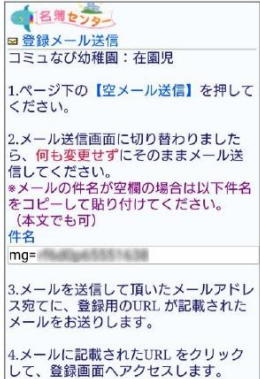 名簿センター
登録メール送信
コミュなび幼稚園：在園児
1.ページ下の【空メール送信】を押して
ください。
2.メール送信画面に切り替わりました
ら、何も変更せずにそのままメール送
信してください。
*メールの件名が空欄の場合は以下件名
をコピーして貼り付けてください。
（本文でも可）
件名
mg=
3.メールを送信して頂いたメールアドレ
ス宛てに、登録用のURL が記載された
メールをお送りします。
4.メールに記載されたURL をクリック
して、登録画面へアクセスします。